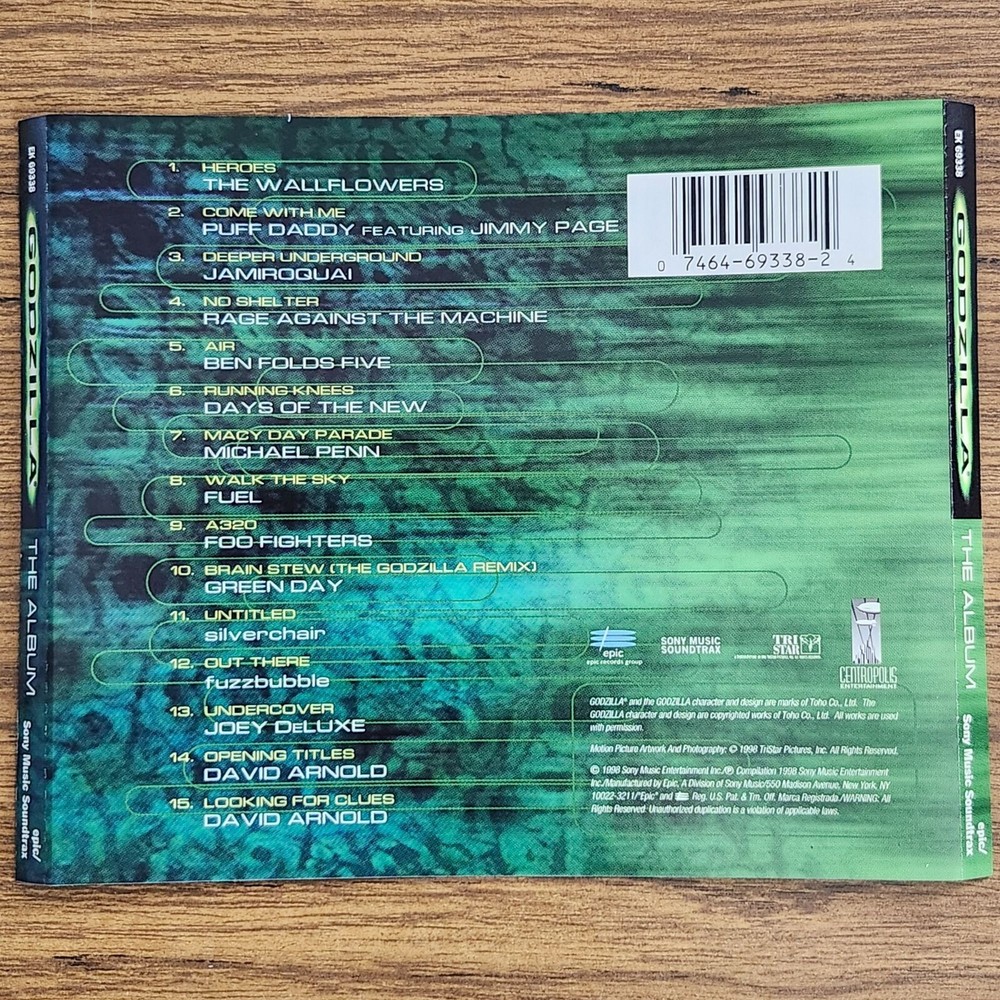 1. HEROES
THE WALLFLOWERS
2. COME WITH ME
PUFF DADDY FEATURING JIMMY PAGE
3. DEEPER UNDERGROUND
JAMIROQUAI
4. NO SHELTER
RAGE AGAINST THE MACHINE
5. AIR
BEN FOLDS FIVE
6. RUNNING KNEES
DAYS OF THE NEW
7. MACY DAY PARADE
MICHAEL PENN
8. WALK THE SKY
FUEL
9. A320
FOO FIGHTERS
10. BRAIN STEW (THE GODZILLA REMIX)
GREEN DAY
11. UNTITLED
silverchair
12. OUT THERE
fuzzbubble
13. UNDERCOVER
JOEY DeLUXE
14. OPENING TITLES
DAVID ARNOLD
15. LOOKING FOR CLUES
DAVID ARNOLD
0 7464-69338-2 4
epic
epic records group
SONY MUSIC
SOUNDTRAX
TRI
STAR
CENTROPOLIS
ENTERTAINMENT
GODZILLA® and the GODZILLA character and design are marks of Toho Co., Ltd. The
GODZILLA character and design are copyrighted works of Toho Co., Ltd. All works are used
with permission.
Motion Picture Artwork And Photography: © 1998 TriStar Pictures, Inc. All Rights Reserved.
© 1998 Sony Music Entertainment Inc./℗ Compilation 1998 Sony Music Entertainment
Inc./Manufactured by Epic, A Division of Sony Music/550 Madison Avenue, New York, NY
10022-3211/"Epic" and Reg. U.S. Pat. & Tm. Off. Marca Registrada./WARNING: All
Rights Reserved. Unauthorized duplication is a violation of applicable laws.
EK 69338
GODZILLA
THE ALBUM
Sony Music Soundtrax
epic/
EK 69338
GODZILLA
THE ALBUM
Sony Music Soundtrax
epic/